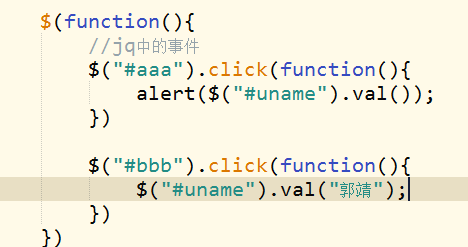 $(function(){
//jq中的事件
$("#aaa").click(function(){
alert($("#uname").val());
})
$("#bbb").click(function(){
$("#uname").val("郭靖");
})
})